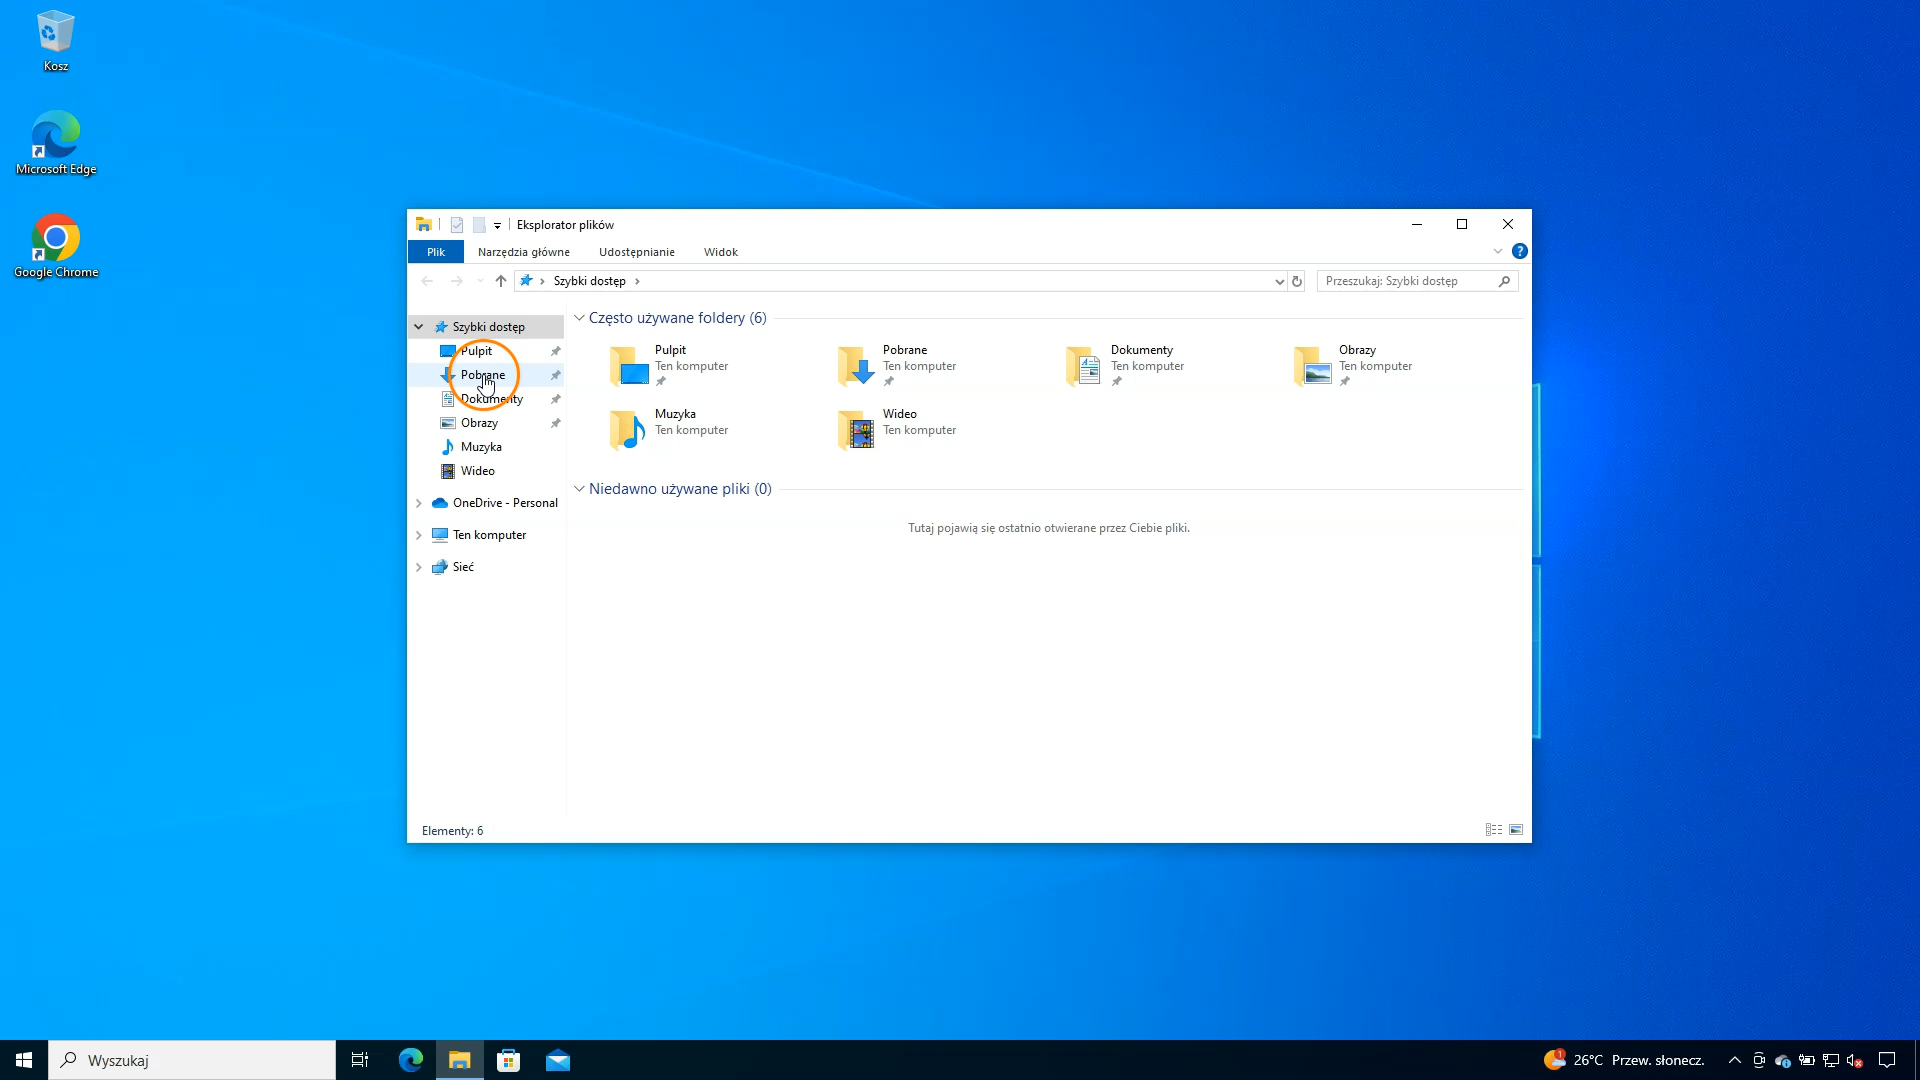 Kosz
Microsoft Edge
Google Chrome
Eksplorator plików
Plik
Narzędzia główne
Udostępnianie
Widok
?
Szybki dostęp
Przeszukaj: Szybki dostęp
Szybki dostęp
Pulpit
Pobrane
Dokumenty
Obrazy
Muzyka
Wideo
OneDrive - Personal
Ten komputer
Sieć
Często używane foldery (6)
Pulpit
Ten komputer
Pobrane
Ten komputer
Dokumenty
Ten komputer
Obrazy
Ten komputer
Muzyka
Ten komputer
Wideo
Ten komputer
Niedawno używane pliki (0)
Tutaj pojawią się ostatnio otwierane przez Ciebie pliki.
Elementy: 6
Wyszukaj
1
26°C Przew. słonecz.